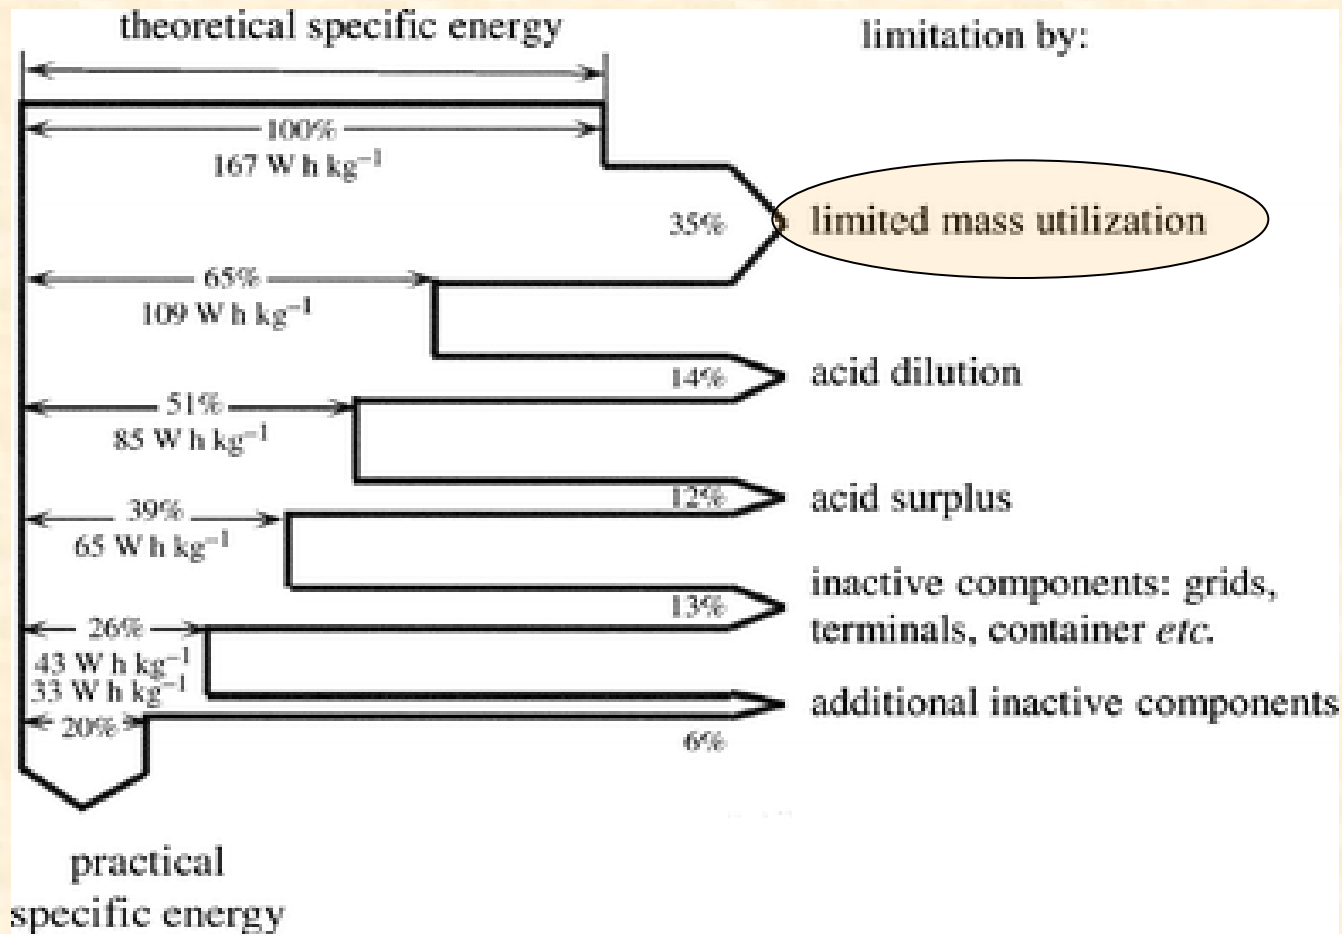 theoretical specific energy
limitation by:
100%
167 W h kg⁻¹
35%
limited mass utilization
65%
109 W h kg⁻¹
14%
acid dilution
51%
85 W h kg⁻¹
12%
acid surplus
39%
65 W h kg⁻¹
inactive components: grids,
13%
terminals, container etc.
26%
43 W h kg⁻¹
33 W h kg⁻¹
additional inactive components
20%
6%
practical
specific energy